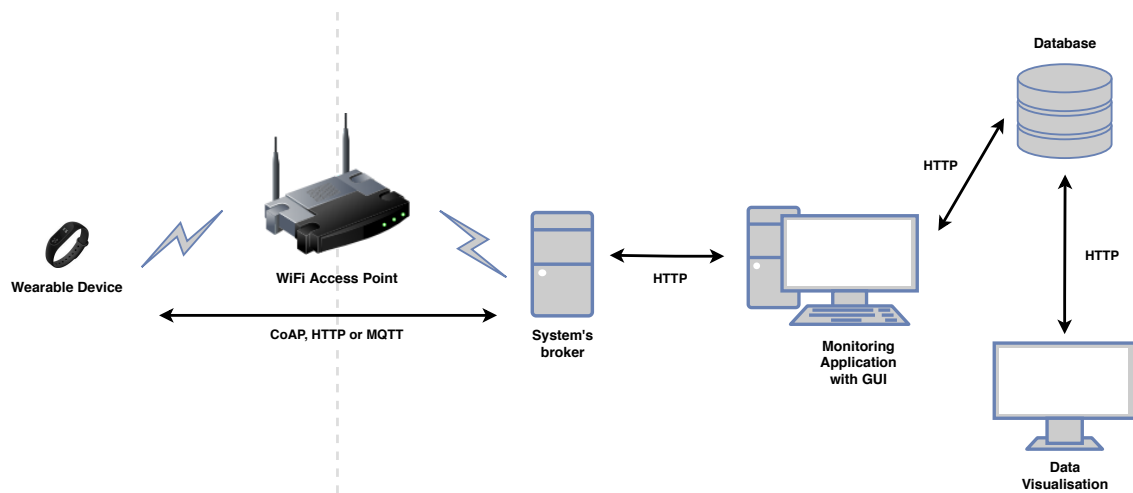 Database
HTTP
HTTP
Wearable Device
WiFi Access Point
HTTP
CoAP, HTTP or MQTT
System's
broker
Monitoring
Application
with GUI
Data
Visualisation